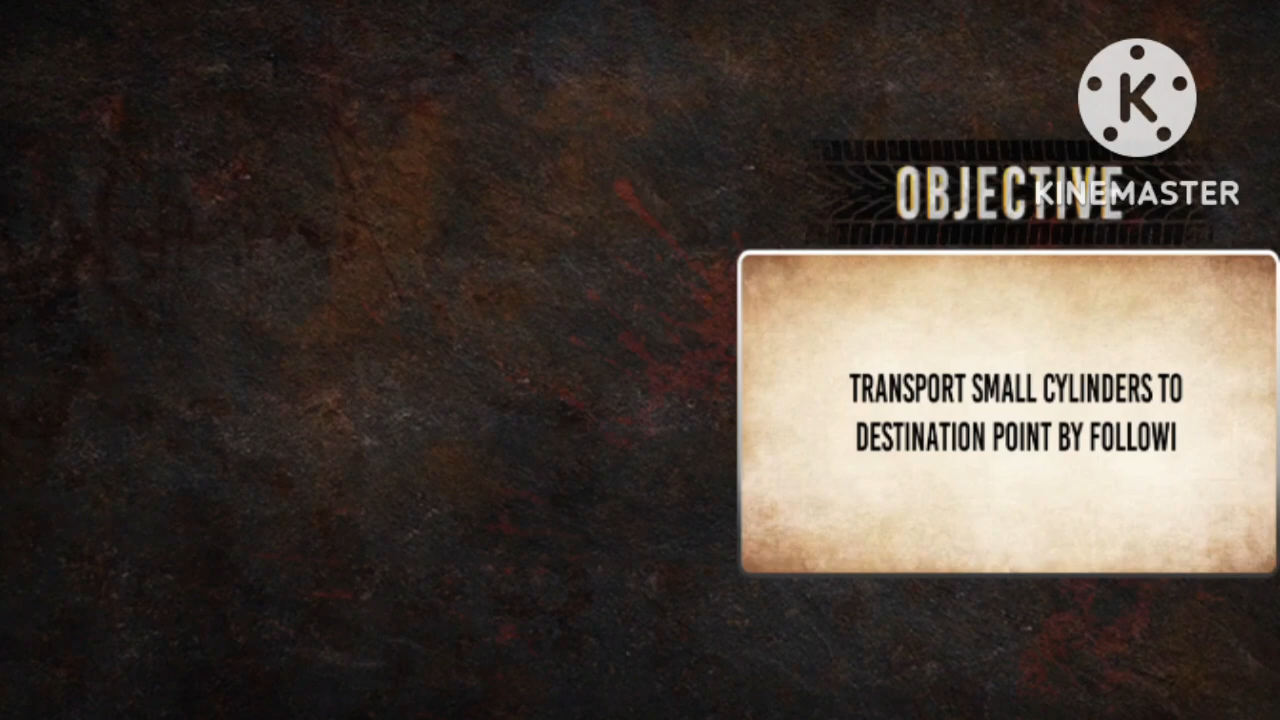 K
OBJECTIVE
KINEMASTER
TRANSPORT SMALL CYLINDERS TO
DESTINATION POINT BY FOLLOWI